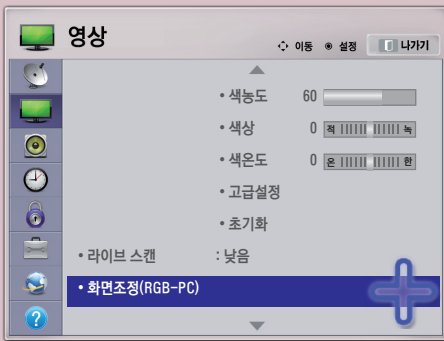 영상
이동 설정 나가기
• 색농도 60
• 색상 0 적 녹
• 색온도 0 온 한
• 고급설정
• 초기화
• 라이브 스캔 : 낮음
• 화면조정(RGB-PC)
?